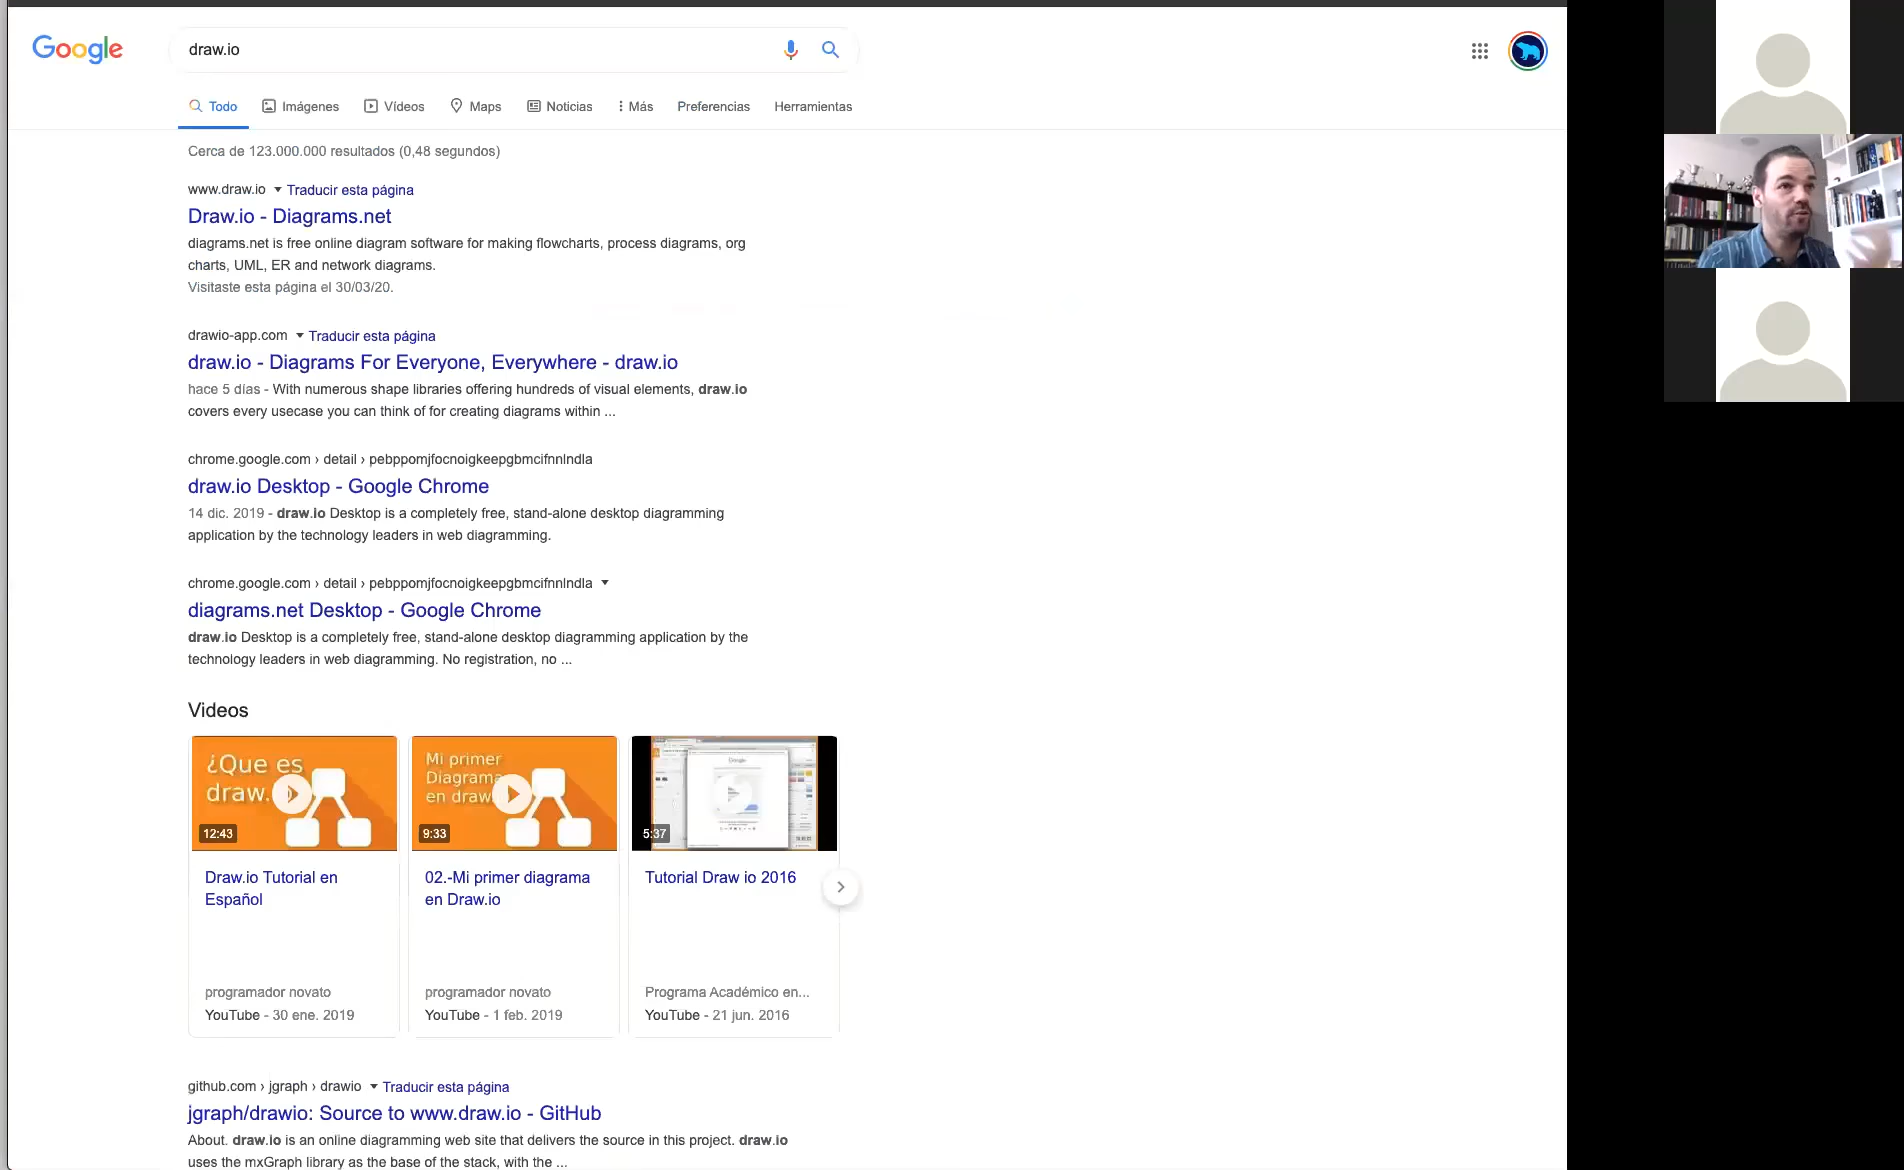 Google
draw.io
Todo
Imágenes
Vídeos
Maps
Noticias
Más
Preferencias
Herramientas
Cerca de 123.000.000 resultados (0,48 segundos)
www.draw.io Traducir esta página
Draw.io - Diagrams.net
diagrams.net is free online diagram software for making flowcharts, process diagrams, org
charts, UML, ER and network diagrams.
Visitaste esta página el 30/03/20.
drawio-app.com Traducir esta página
draw.io - Diagrams For Everyone, Everywhere - draw.io
hace 5 días - With numerous shape libraries offering hundreds of visual elements, draw.io
covers every usecase you can think of for creating diagrams within ...
chrome.google.com › detail › pebppomjfocnoigkeepgbmcifnnlndla
draw.io Desktop - Google Chrome
14 dic. 2019 - draw.io Desktop is a completely free, stand-alone desktop diagramming
application by the technology leaders in web diagramming.
chrome.google.com › detail › pebppomjfocnoigkeepgbmcifnnlndla
diagrams.net Desktop - Google Chrome
draw.io Desktop is a completely free, stand-alone desktop diagramming application by the
technology leaders in web diagramming. No registration, no ...
Videos
¿Que es
draw.
12:43
Draw.io Tutorial en
Español
programador novato
YouTube - 30 ene. 2019
Mi primer
Diagrama
en draw
9:33
02.-Mi primer diagrama
en Draw.io
programador novato
YouTube - 1 feb. 2019
Google
5:37
Tutorial Draw io 2016
Programa Académico en...
YouTube - 21 jun. 2016
github.com › jgraph › drawio Traducir esta página
jgraph/drawio: Source to www.draw.io - GitHub
About. draw.io is an online diagramming web site that delivers the source in this project. draw.io
uses the mxGraph library as the base of the stack, with the ...